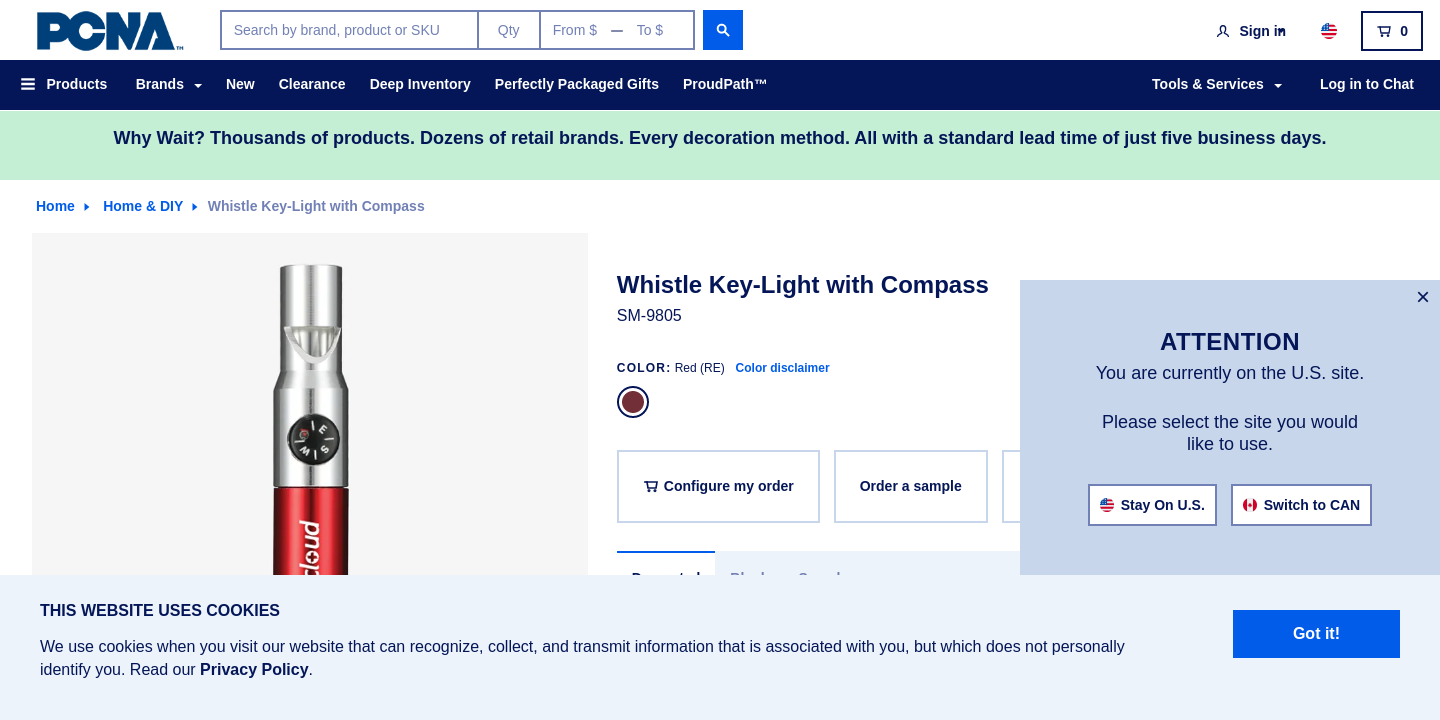 PCNA™
Search by brand, product or SKU
Qty
From $ — To $
Sign in
0
Products
Brands
New
Clearance
Deep Inventory
Perfectly Packaged Gifts
ProudPath™
Tools & Services
Log in to Chat
Why Wait? Thousands of products. Dozens of retail brands. Every decoration method. All with a standard lead time of just five business days.
Home
Home & DIY
Whistle Key-Light with Compass
Whistle Key-Light with Compass
SM-9805
COLOR: Red (RE) Color disclaimer
Configure my order
Order a sample
cloud
×
ATTENTION
You are currently on the U.S. site.
Please select the site you would
like to use.
Stay On U.S.
Switch to CAN
THIS WEBSITE USES COOKIES
We use cookies when you visit our website that can recognize, collect, and transmit information that is associated with you, but which does not personally
identify you. Read our Privacy Policy.
Got it!